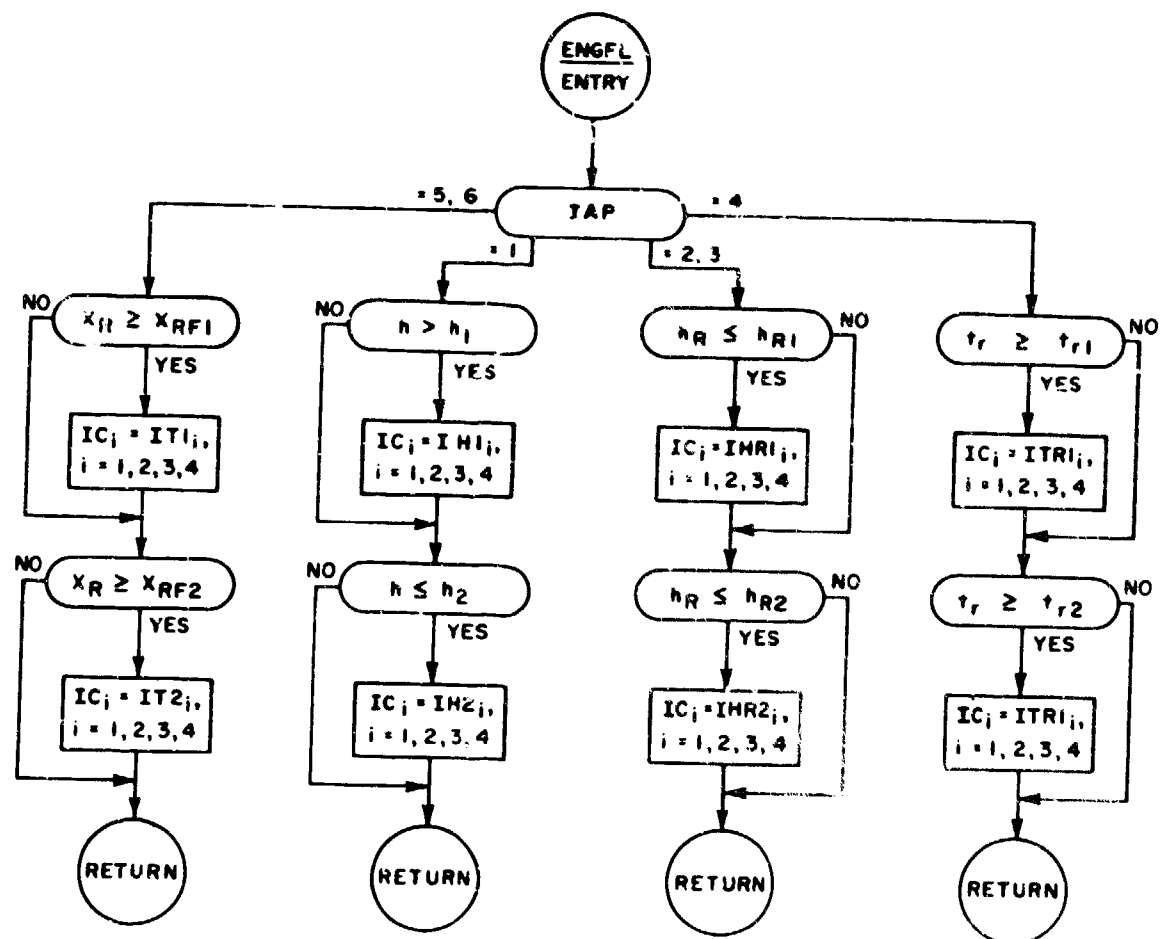 ENGFL
ENTRY
IAP
= 5, 6
= 1
= 2, 3
= 4
NO
X_R ≥ X_RF1
YES
IC_i = IT1_i,
i = 1, 2, 3, 4
NO
X_R ≥ X_RF2
YES
IC_i = IT2_i,
i = 1, 2, 3, 4
RETURN
NO
h > h_1
YES
IC_i = IH1_i,
i = 1, 2, 3, 4
NO
h ≤ h_2
YES
IC_i = IH2_i,
i = 1, 2, 3, 4
RETURN
h_R ≤ h_R1
NO
YES
IC_i = IHR1_i,
i = 1, 2, 3, 4
h_R ≤ h_R2
NO
YES
IC_i = IHR2_i,
i = 1, 2, 3, 4
RETURN
t_r ≥ t_r1
NO
YES
IC_i = ITR1_i,
i = 1, 2, 3, 4
t_r ≥ t_r2
NO
YES
IC_i = ITR1_i,
i = 1, 2, 3, 4
RETURN